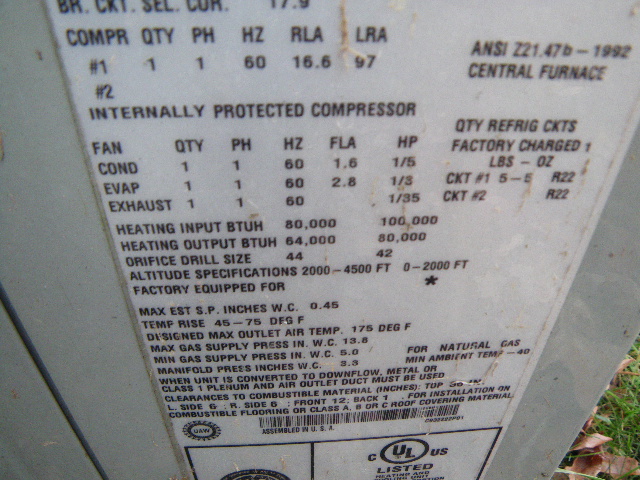 BR. CKT. SEL. CUR. 17.9
COMPR QTY PH HZ RLA LRA
#1 1 1 60 16.6 97
#2
ANSI Z21.47b-1992
CENTRAL FURNACE
INTERNALLY PROTECTED COMPRESSOR
QTY REFRIG CKTS
FACTORY CHARGED 1
LBS - OZ
CKT #1 5-5 R22
CKT #2 R22
FAN QTY PH HZ FLA HP
COND 1 1 60 1.6 1/5
EVAP 1 1 60 2.8 1/3
EXHAUST 1 1 60 1/35
HEATING INPUT BTUH 80,000 100,000
HEATING OUTPUT BTUH 64,000 80,000
ORIFICE DRILL SIZE 44 42
ALTITUDE SPECIFICATIONS 2000-4500 FT 0-2000 FT
FACTORY EQUIPPED FOR *
MAX EST S.P. INCHES W.C. 0.45
TEMP RISE 45-75 DEG F
DESIGNED MAX OUTLET AIR TEMP. 175 DEG F
MAX GAS SUPPLY PRESS IN. W.C. 13.8
MIN GAS SUPPLY PRESS IN. W.C. 5.0 FOR NATURAL GAS
MANIFOLD PRESS INCHES W.C. 3.3 MIN AMBIENT TEMP -40
WHEN UNIT IS CONVERTED TO DOWNFLOW, METAL OR
CLASS 1 PLENUM AND AIR OUTLET DUCT MUST BE USED
CLEARANCES TO COMBUSTIBLE MATERIAL (INCHES): TOP
L. SIDE 6; R. SIDE 6; FRONT 12; BACK 1 FOR INSTALLATION ON
COMBUSTIBLE FLOORING OR CLASS A, B OR C ROOF COVERING MATERIAL
ASSEMBLED IN U.S.A.
UAW
C UL US
LISTED
HEATING AND